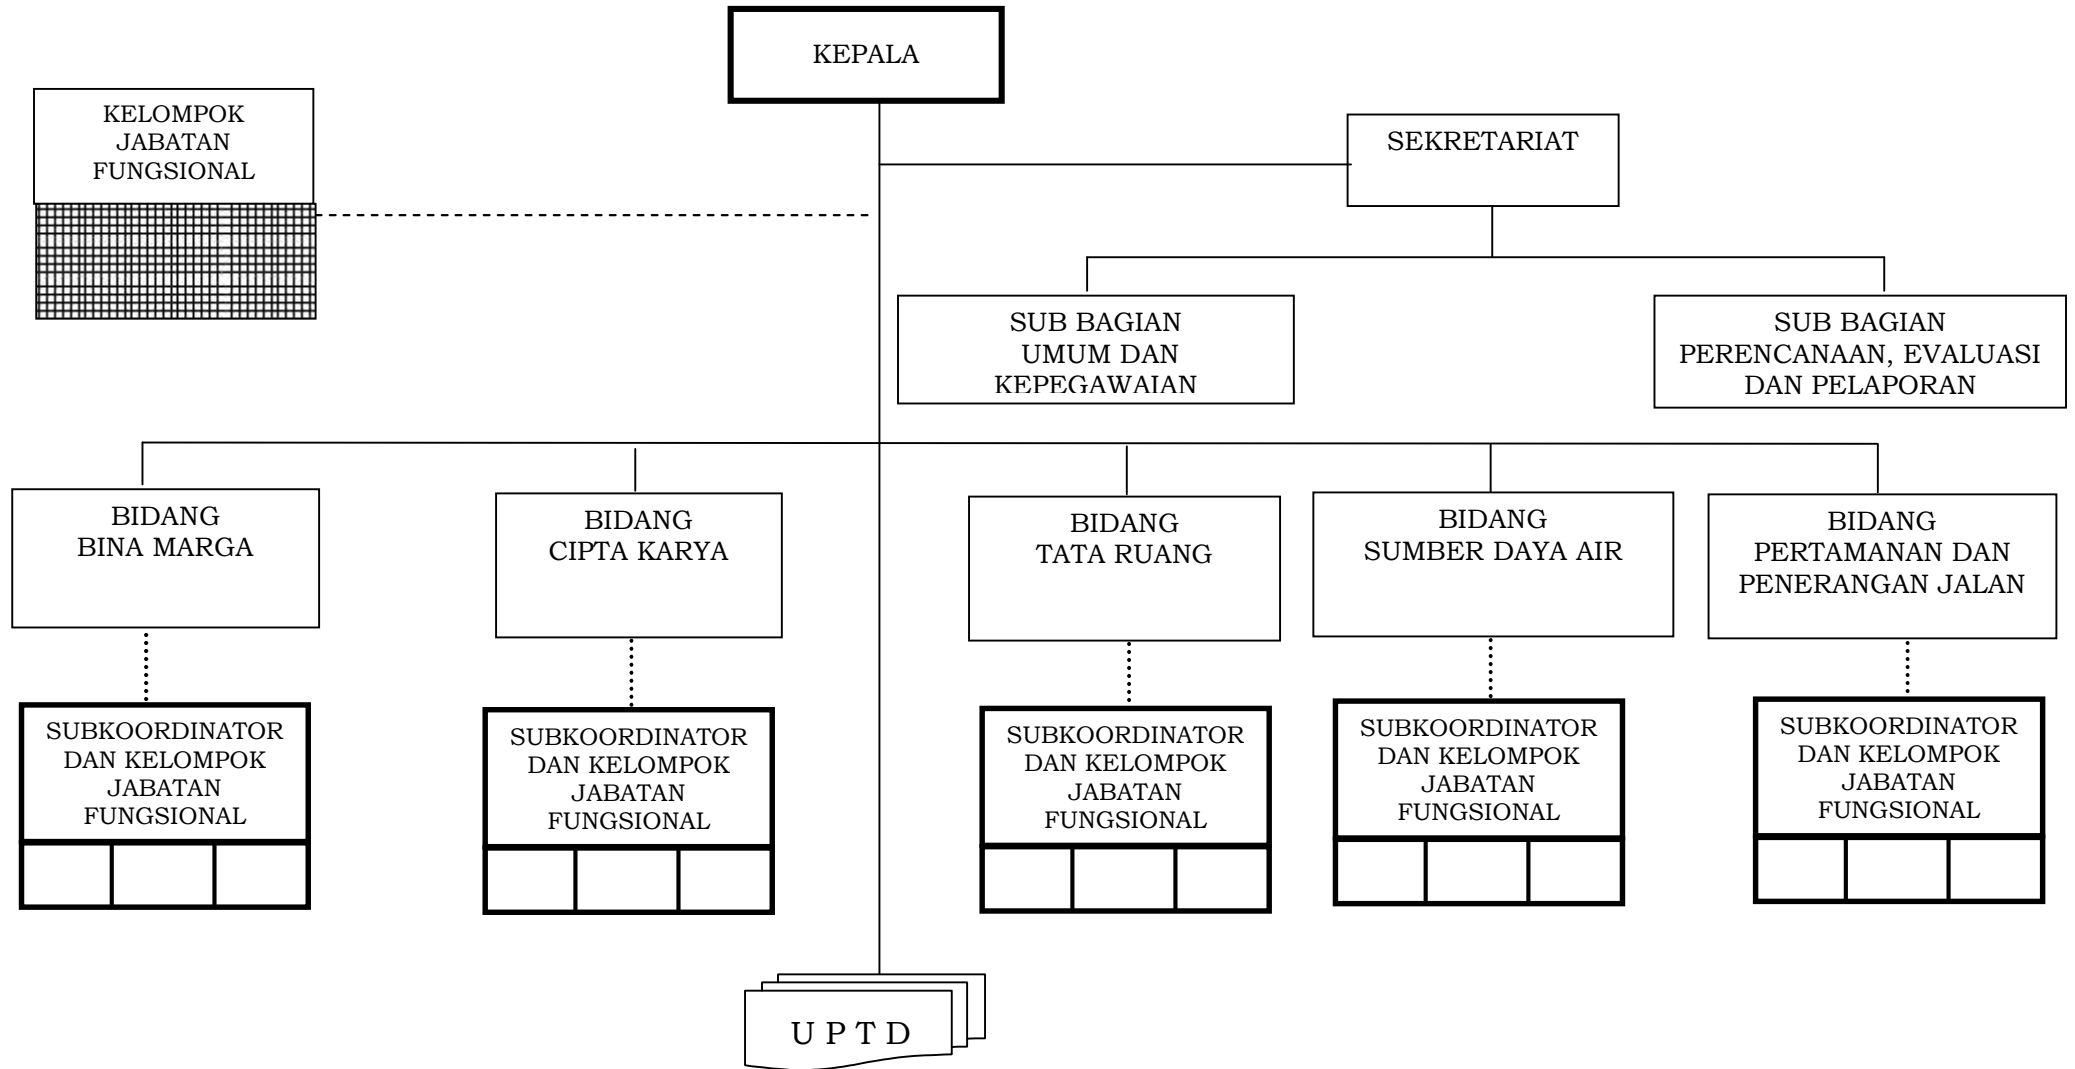 KEPALA
KELOMPOK
JABATAN
FUNGSIONAL
SEKRETARIAT
SUB BAGIAN
UMUM DAN
KEPEGAWAIAN
SUB BAGIAN
PERENCANAAN, EVALUASI
DAN PELAPORAN
BIDANG
BINA MARGA
BIDANG
CIPTA KARYA
BIDANG
TATA RUANG
BIDANG
SUMBER DAYA AIR
BIDANG
PERTAMANAN DAN
PENERANGAN JALAN
SUBKOORDINATOR
DAN KELOMPOK
JABATAN
FUNGSIONAL
SUBKOORDINATOR
DAN KELOMPOK
JABATAN
FUNGSIONAL
SUBKOORDINATOR
DAN KELOMPOK
JABATAN
FUNGSIONAL
SUBKOORDINATOR
DAN KELOMPOK
JABATAN
FUNGSIONAL
SUBKOORDINATOR
DAN KELOMPOK
JABATAN
FUNGSIONAL
U P T D